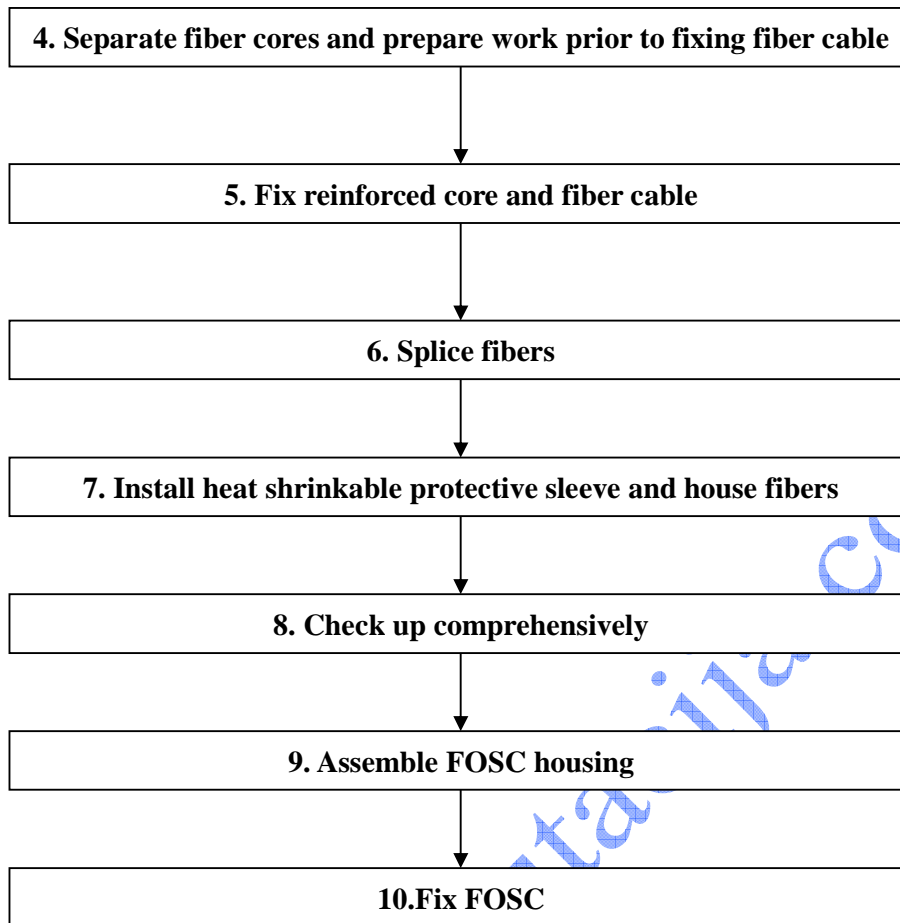 4. Separate fiber cores and prepare work prior to fixing fiber cable
5. Fix reinforced core and fiber cable
6. Splice fibers
7. Install heat shrinkable protective sleeve and house fibers
8. Check up comprehensively
9. Assemble FOSC housing
10.Fix FOSC